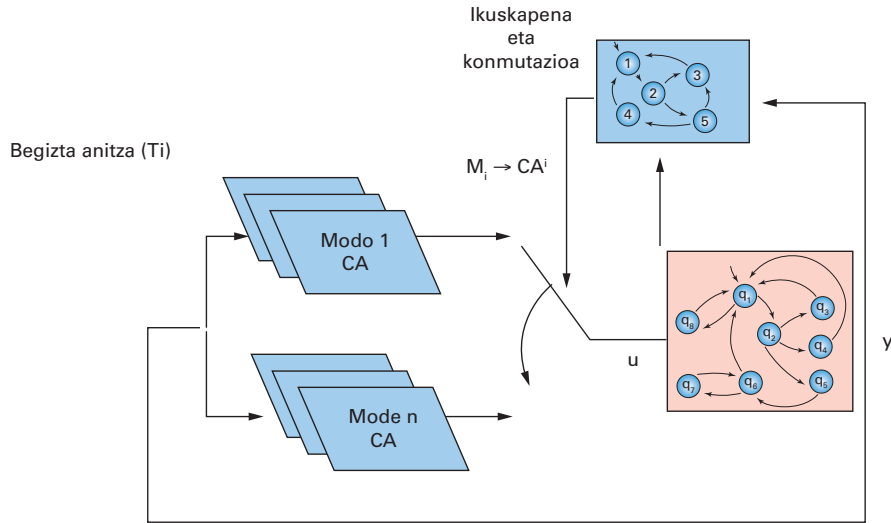 Ikuskapena
eta
konmutazioa
1
2
3
4
5
Begizta anitza (Ti)
Mᵢ → CAⁱ
Modo 1
CA
Mode n
CA
u
y
q₁
q₂
q₃
q₄
q₅
q₆
q₇
q₈